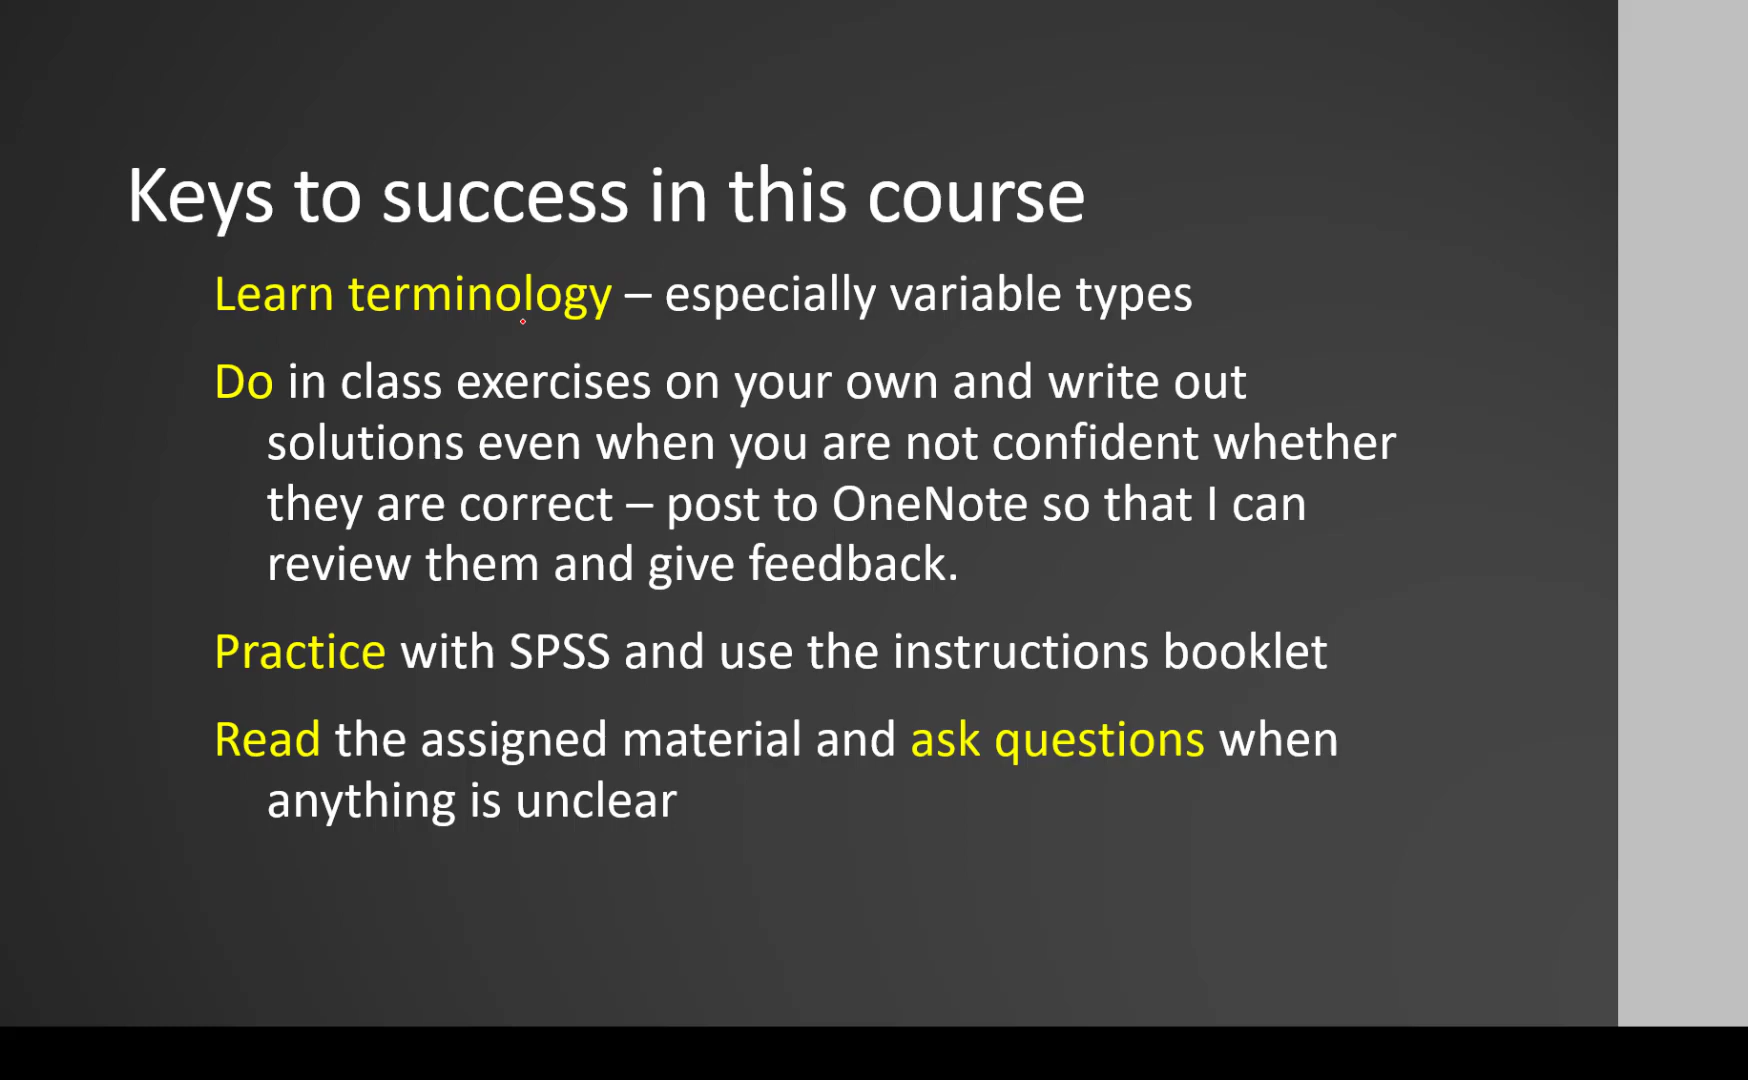 Keys to success in this course
Learn terminology – especially variable types
Do in class exercises on your own and write out
solutions even when you are not confident whether
they are correct – post to OneNote so that I can
review them and give feedback.
Practice with SPSS and use the instructions booklet
Read the assigned material and ask questions when
anything is unclear